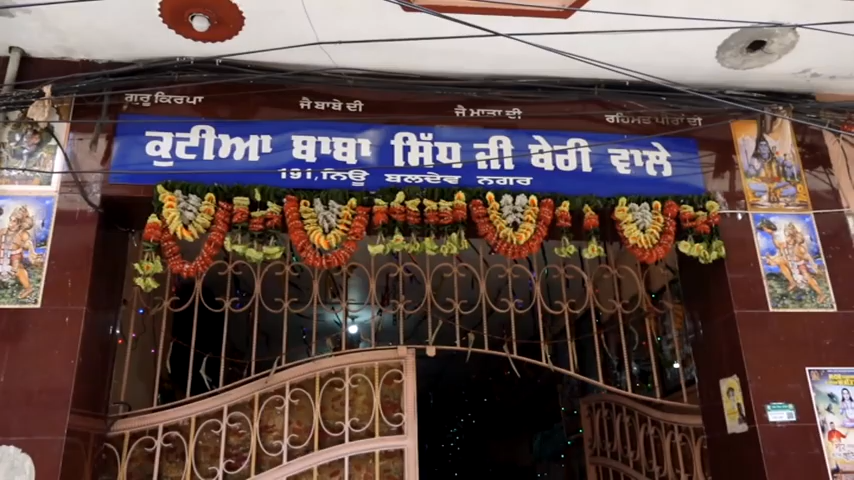 ਗੁਰੂ ਕਿਰਪਾ ਜੈ ਬਾਬੇ ਦੀ ਜੈ ਮਾਤਾ ਦੀ ਰਹਿਮਤ ਪੀਰਾਂ ਦੀ
ਕੁਟੀਆ ਬਾਬਾ ਸਿੱਧ ਜੀ ਬੇਰੀ ਵਾਲੇ
191, ਨਿਊ ਬਲਦੇਵ ਨਗਰ